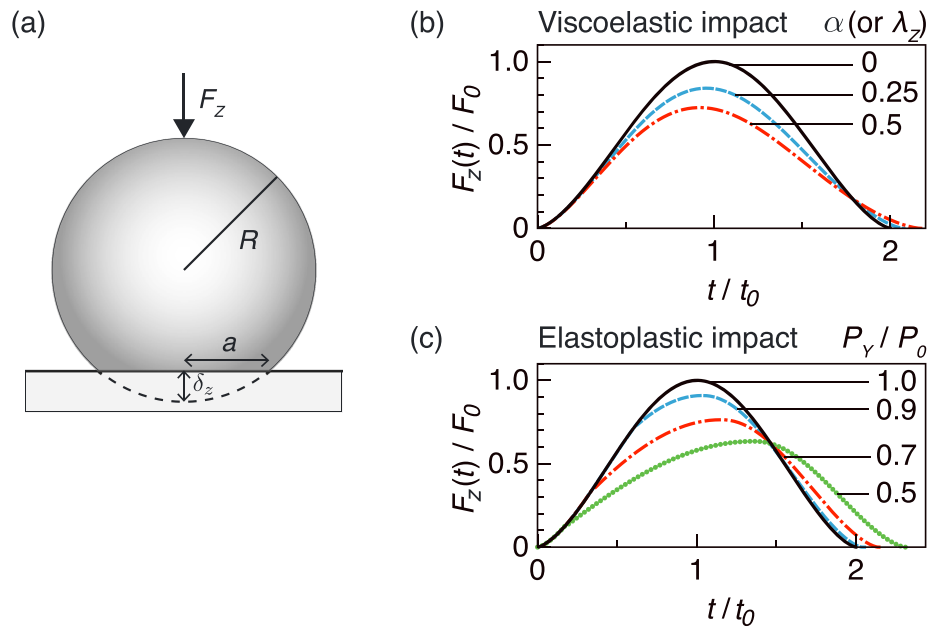 (a)
F_z
R
a
δ_z
(b) Viscoelastic impact α (or λ_z)
F_z(t) / F_0
1.0
0.5
0
0
0.25
0.5
0 1 2
t / t_0
(c) Elastoplastic impact P_Y / P_0
F_z(t) / F_0
1.0
0.5
0
1.0
0.9
0.7
0.5
0 1 2
t / t_0